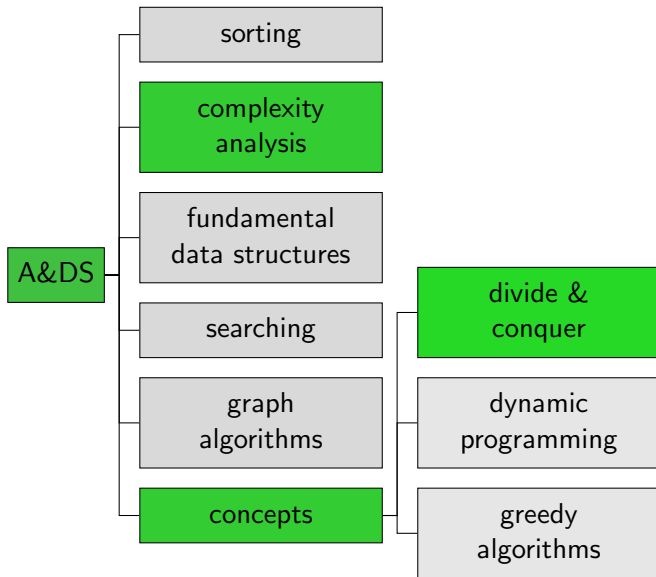 sorting
complexity
analysis
fundamental
data structures
A&DS
searching
divide &
conquer
graph
algorithms
dynamic
programming
concepts
greedy
algorithms